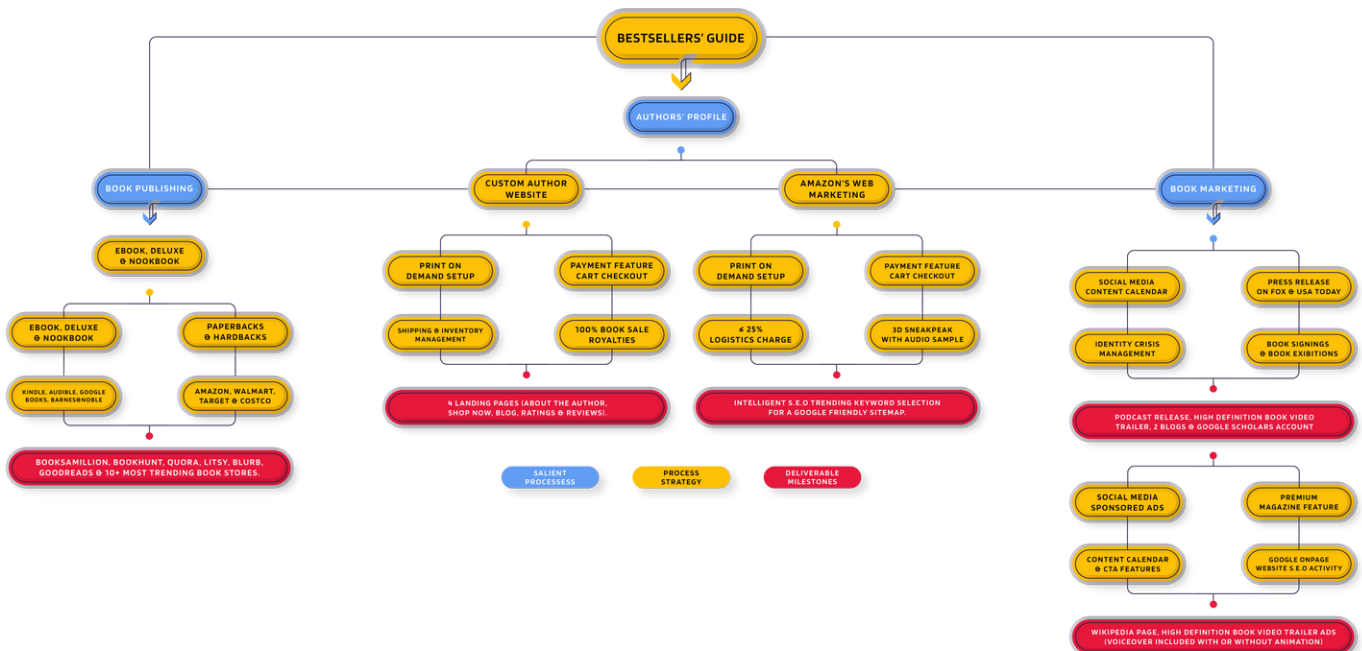 BESTSELLERS' GUIDE
AUTHORS' PROFILE
BOOK PUBLISHING
CUSTOM AUTHOR
WEBSITE
AMAZON'S WEB
MARKETING
BOOK MARKETING
EBOOK, DELUXE
& NOOKBOOK
PRINT ON
DEMAND SETUP
PAYMENT FEATURE
CART CHECKOUT
PRINT ON
DEMAND SETUP
PAYMENT FEATURE
CART CHECKOUT
SOCIAL MEDIA
CONTENT CALENDAR
PRESS RELEASE
ON FOX & USA TODAY
EBOOK, DELUXE
& NOOKBOOK
PAPERBACKS
& HARDBACKS
SHIPPING & INVENTORY
MANAGEMENT
100% BOOK SALE
ROYALTIES
≤ 25%
LOGISTICS CHARGE
3D SNEAKPEAK
WITH AUDIO SAMPLE
IDENTITY CRISIS
MANAGEMENT
BOOK SIGNINGS
& BOOK EXIBITIONS
KINDLE, AUDIBLE, GOOGLE
BOOKS, BARNES&NOBLE
AMAZON, WALMART,
TARGET & COSTCO
4 LANDING PAGES (ABOUT THE AUTHOR,
SHOP NOW, BLOG, RATINGS & REVIEWS).
INTELLIGENT S.E.O TRENDING KEYWORD SELECTION
FOR A GOOGLE FRIENDLY SITEMAP.
PODCAST RELEASE, HIGH DEFINITION BOOK VIDEO
TRAILER, 2 BLOGS & GOOGLE SCHOLARS ACCOUNT
BOOKSAMILLION, BOOKHUNT, QUORA, LITSY, BLURB,
GOODREADS & 10+ MOST TRENDING BOOK STORES.
SALIENT
PROCESSESS
PROCESS
STRATEGY
DELIVERABLE
MILESTONES
SOCIAL MEDIA
SPONSORED ADS
PREMIUM
MAGAZINE FEATURE
CONTENT CALENDAR
& CTA FEATURES
GOOGLE ONPAGE
WEBSITE S.E.O ACTIVITY
WIKIPEDIA PAGE, HIGH DEFINITION BOOK VIDEO TRAILER ADS
(VOICEOVER INCLUDED WITH OR WITHOUT ANIMATION)